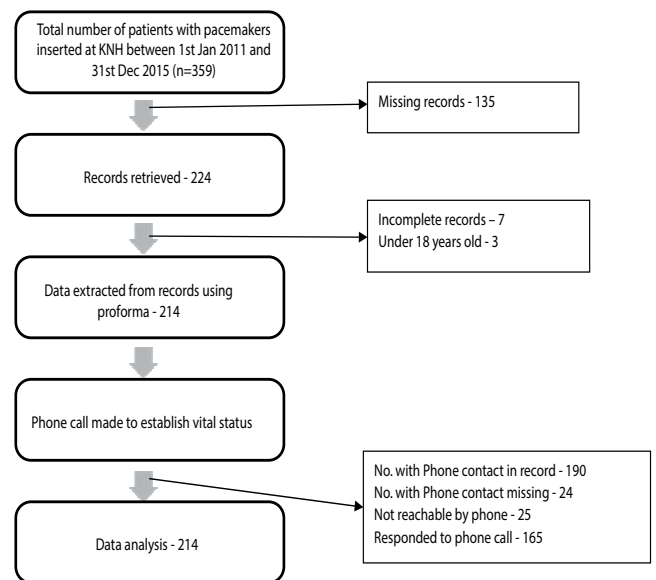 Total number of patients with pacemakers
inserted at KNH between 1st Jan 2011 and
31st Dec 2015 (n=359)
Missing records - 135
Records retrieved - 224
Incomplete records – 7
Under 18 years old - 3
Data extracted from records using
proforma - 214
Phone call made to establish vital status
No. with Phone contact in record - 190
No. with Phone contact missing - 24
Not reachable by phone - 25
Responded to phone call - 165
Data analysis - 214